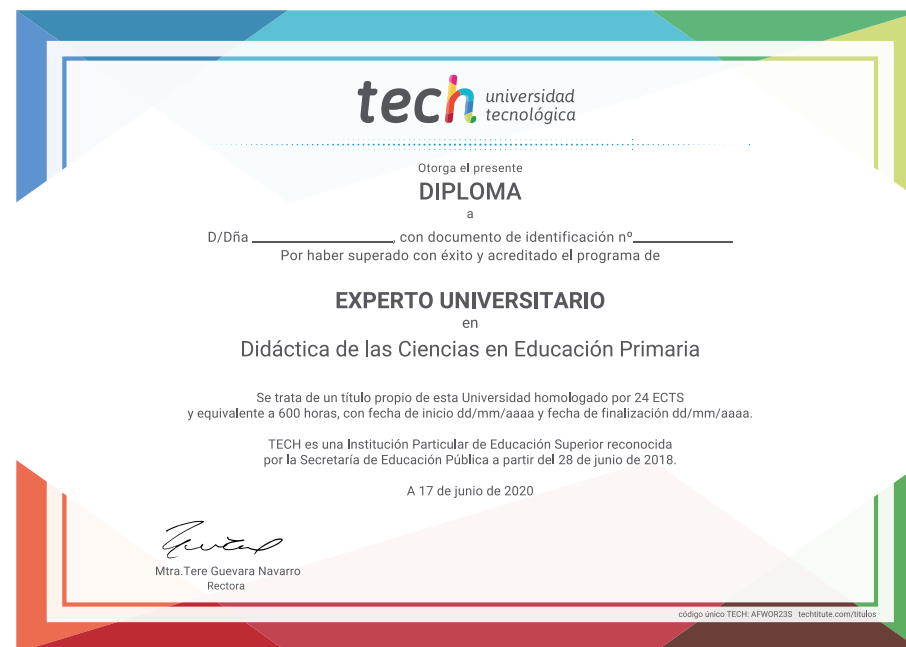 tech universidad
tecnológica
Otorga el presente
DIPLOMA
a
D/Dña ____________________, con documento de identificación nº______________
Por haber superado con éxito y acreditado el programa de
EXPERTO UNIVERSITARIO
en
Didáctica de las Ciencias en Educación Primaria
Se trata de un título propio de esta Universidad homologado por 24 ECTS
y equivalente a 600 horas, con fecha de inicio dd/mm/aaaa y fecha de finalización dd/mm/aaaa.
TECH es una Institución Particular de Educación Superior reconocida
por la Secretaría de Educación Pública a partir del 28 de junio de 2018.
A 17 de junio de 2020
Mtra.Tere Guevara Navarro
Rectora
código único TECH: AFWOR23S techtitute.com/titulos